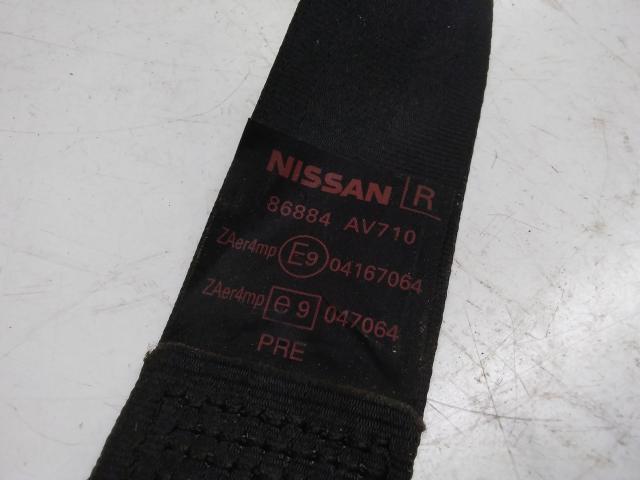 NISSAN R
86884 AV710
ZAer4mp E9 04167064
ZAer4mp e9 047064
PRE